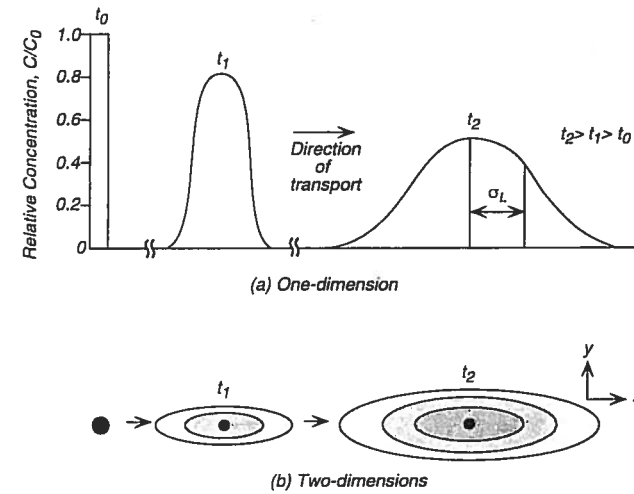 t0
Relative Concentration, C/C0
1.0
0.8
0.6
0.4
0.2
0
t1
Direction
of
transport
t2
σL
t2> t1 > t0
(a) One-dimension
t1
t2
y
(b) Two-dimensions